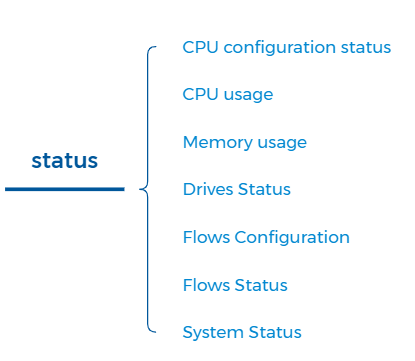 status
CPU configuration status
CPU usage
Memory usage
Drives Status
Flows Configuration
Flows Status
System Status